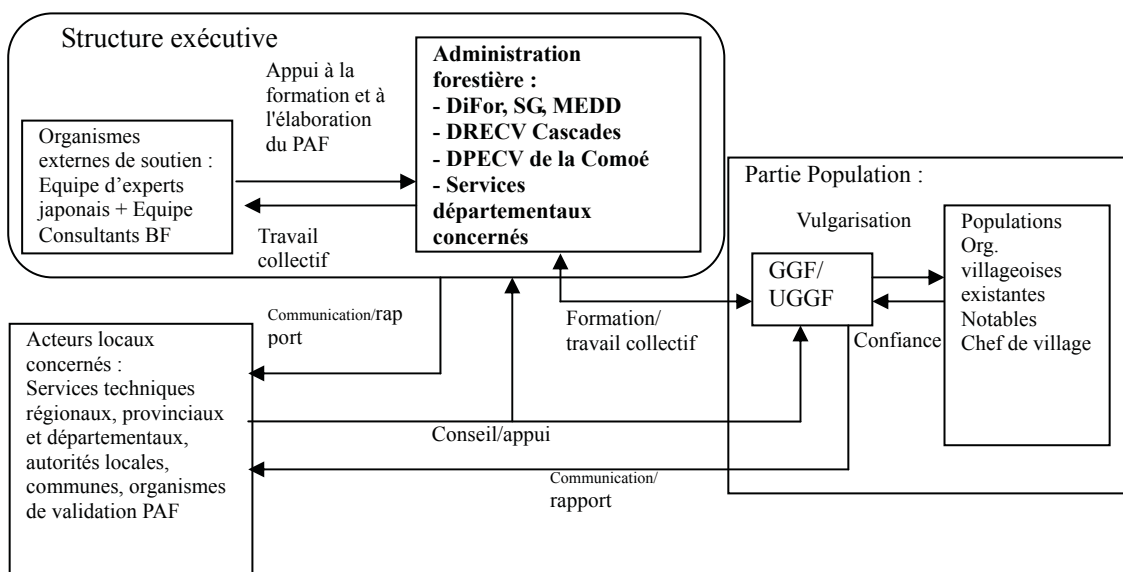 Structure exécutive
Appui à la
formation et à
l'élaboration
du PAF
Administration
forestière :
- DiFor, SG, MEDD
- DRECV Cascades
- DPECV de la Comoé
- Services
départementaux
concernés
Organismes
externes de soutien :
Equipe d'experts
japonais + Equipe
Consultants BF
Travail
collectif
Partie Population :
Vulgarisation
GGF/
UGGF
Populations
Org.
villageoises
existantes
Notables
Chef de village
Confiance
Formation/
travail collectif
Communication/rap
port
Acteurs locaux
concernés :
Services techniques
régionaux, provinciaux
et départementaux,
autorités locales,
communes, organismes
de validation PAF
Conseil/appui
Communication/
rapport